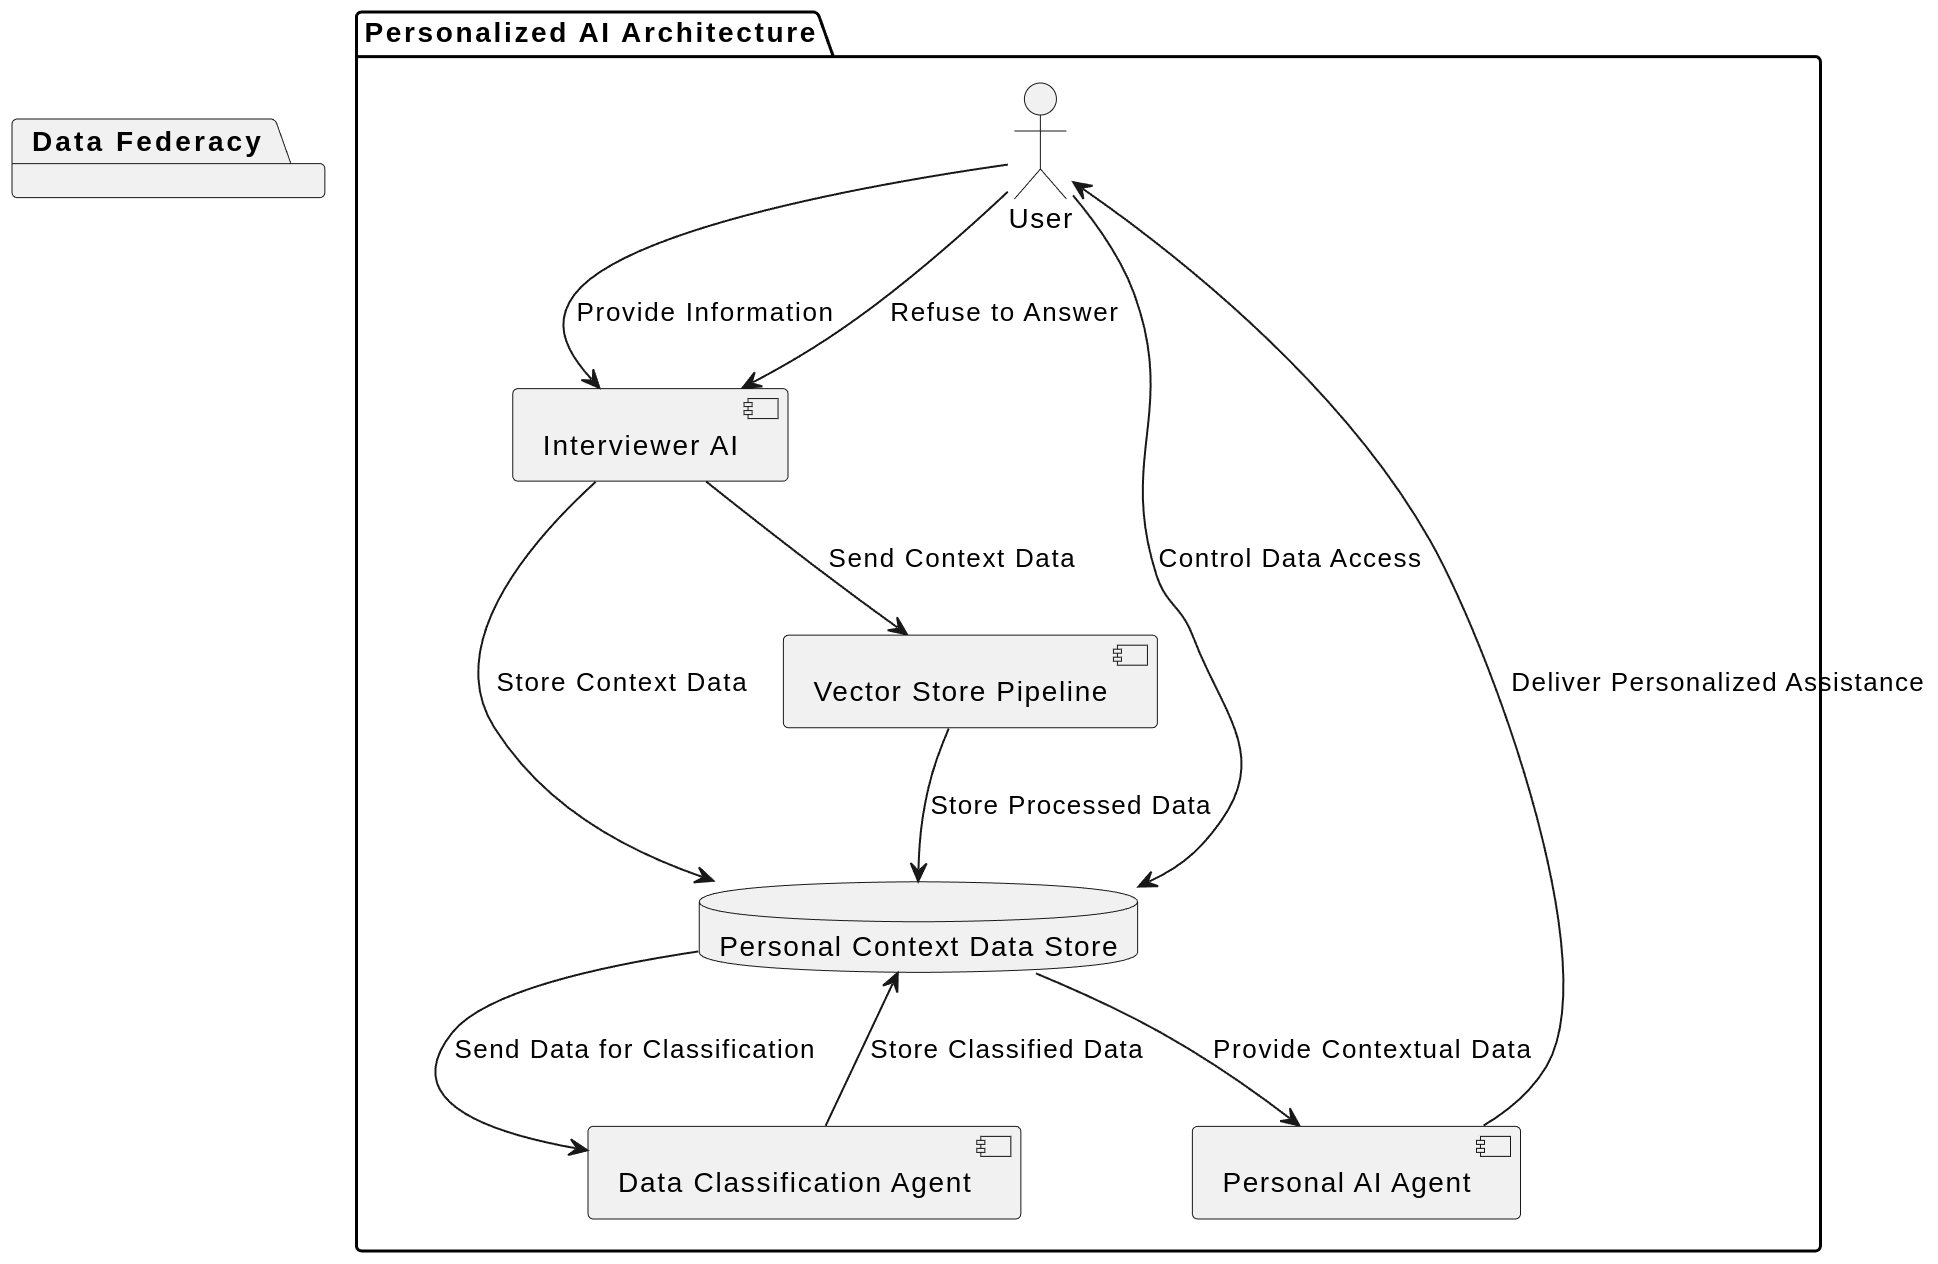 Personalized AI Architecture
Data Federacy
User
Provide Information
Refuse to Answer
Interviewer AI
Send Context Data
Control Data Access
Store Context Data
Vector Store Pipeline
Deliver Personalized Assistance
Store Processed Data
Personal Context Data Store
Send Data for Classification
Store Classified Data
Provide Contextual Data
Data Classification Agent
Personal AI Agent